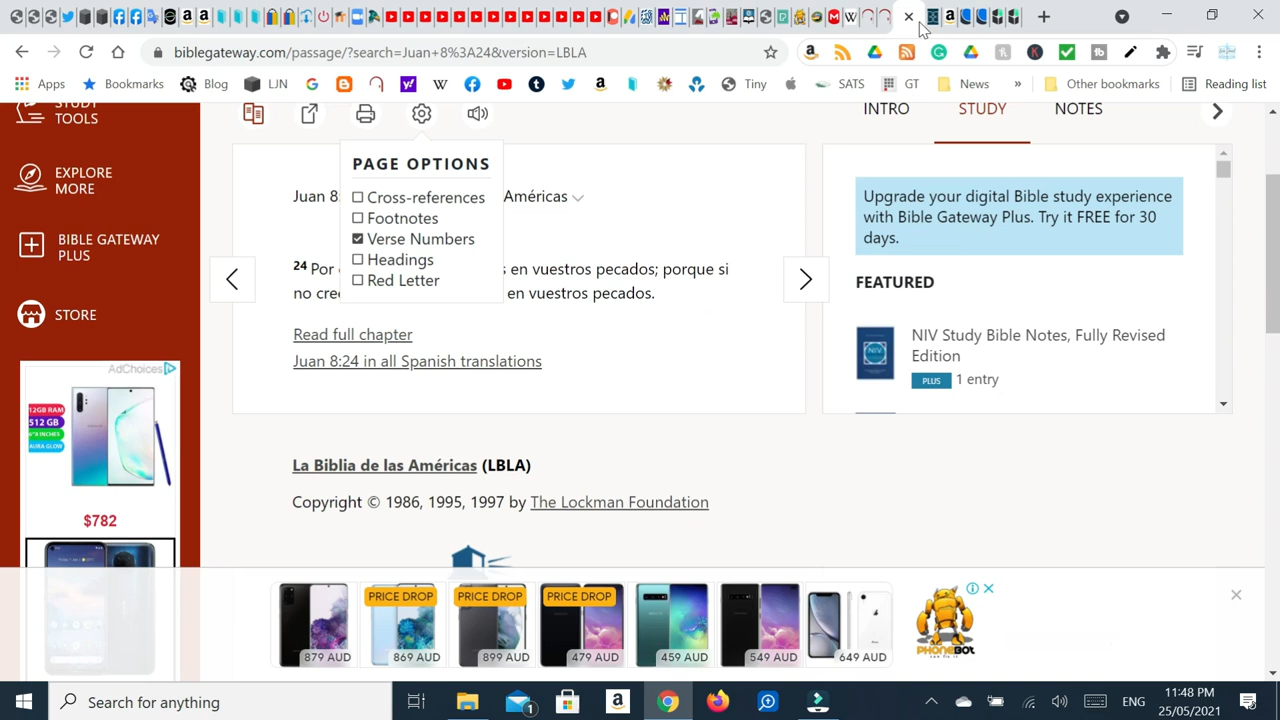 biblegateway.com/passage/?search=Juan+8%3A24&version=LBLA
Apps
Bookmarks
Blog
LJN
Tiny
SATS
GT
News
»
Other bookmarks
Reading list
STUDY
TOOLS
EXPLORE
MORE
BIBLE GATEWAY
PLUS
STORE
AdChoices
12GB RAM
512 GB
AURA GLOW
$782
PAGE OPTIONS
Cross-references
Footnotes
Verse Numbers
Headings
Red Letter
Juan 8: Américas
24 Por s en vuestros pecados; porque si
no cre en vuestros pecados.
Read full chapter
Juan 8:24 in all Spanish translations
La Biblia de las Américas (LBLA)
Copyright © 1986, 1995, 1997 by The Lockman Foundation
INTRO
STUDY
NOTES
Upgrade your digital Bible study experience
with Bible Gateway Plus. Try it FREE for 30
days.
FEATURED
NIV
NIV Study Bible Notes, Fully Revised
Edition
PLUS 1 entry
879 AUD
PRICE DROP
869 AUD
PRICE DROP
899 AUD
PRICE DROP
479 AUD
459 AUD
549 AUD
649 AUD
PHONEBOT
Search for anything
1
ENG
11:48 PM
25/05/2021